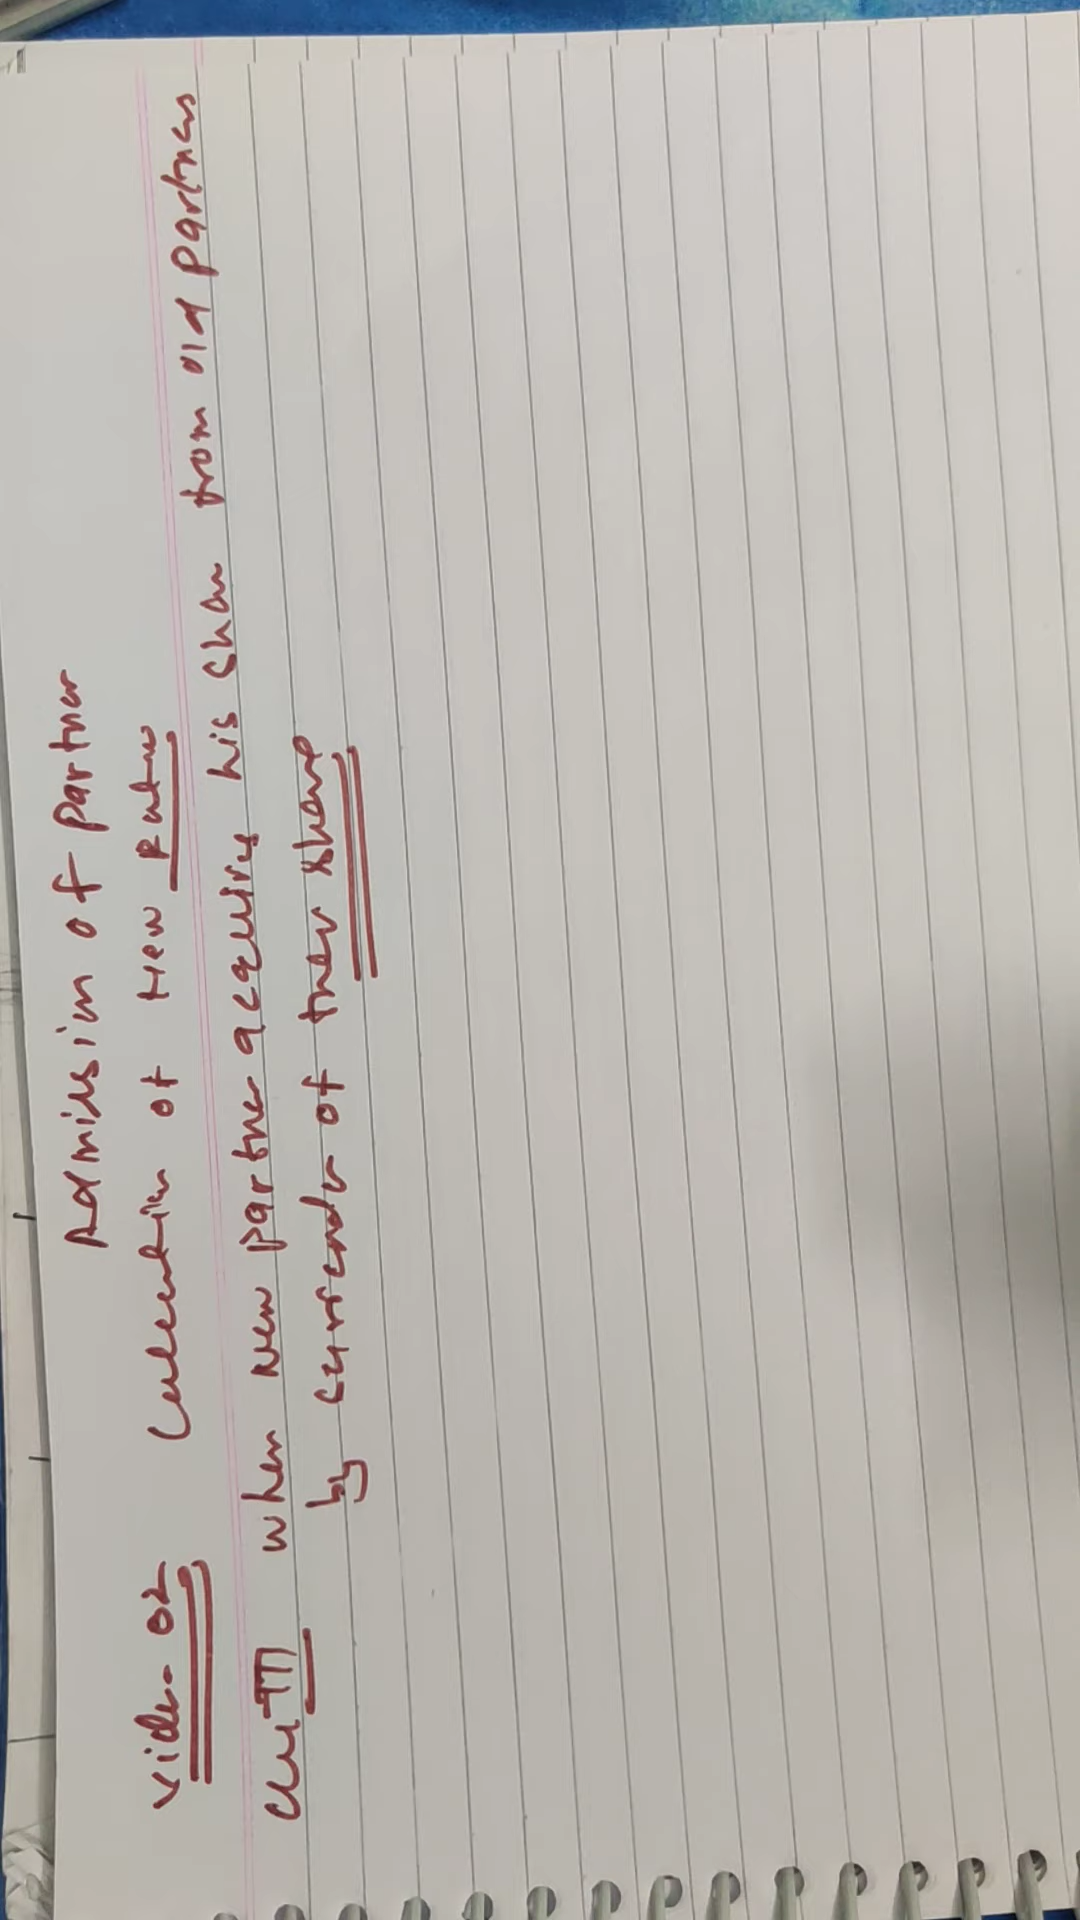 Admission of partner
Video-02 Calculation of New Ratio
Case III when New partner acquires his share from old partners
by surrender of their share